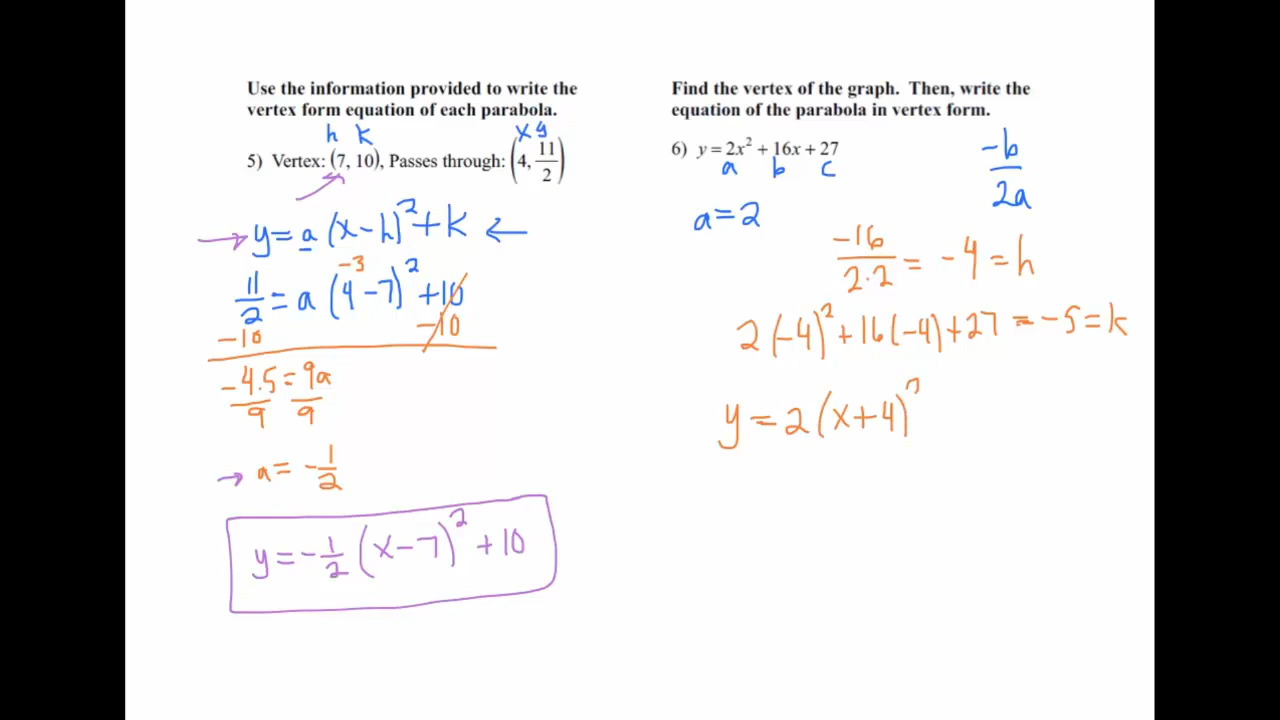 Use the information provided to write the
vertex form equation of each parabola.
h k x y
5) Vertex: (7, 10), Passes through: (4, 11/2)
y = a (x - h)² + k ←
-3
11/2 = a (4 - 7)² + 10
-10 -10
-4.5/9 = 9a/9
→ a = -1/2
y = -1/2 (x - 7)² + 10
Find the vertex of the graph. Then, write the
equation of the parabola in vertex form.
6) y = 2x² + 16x + 27
a b c
-b/2a
a = 2
-16/2·2 = -4 = h
2(-4)² + 16(-4) + 27 = -5 = k
y = 2(x+4)